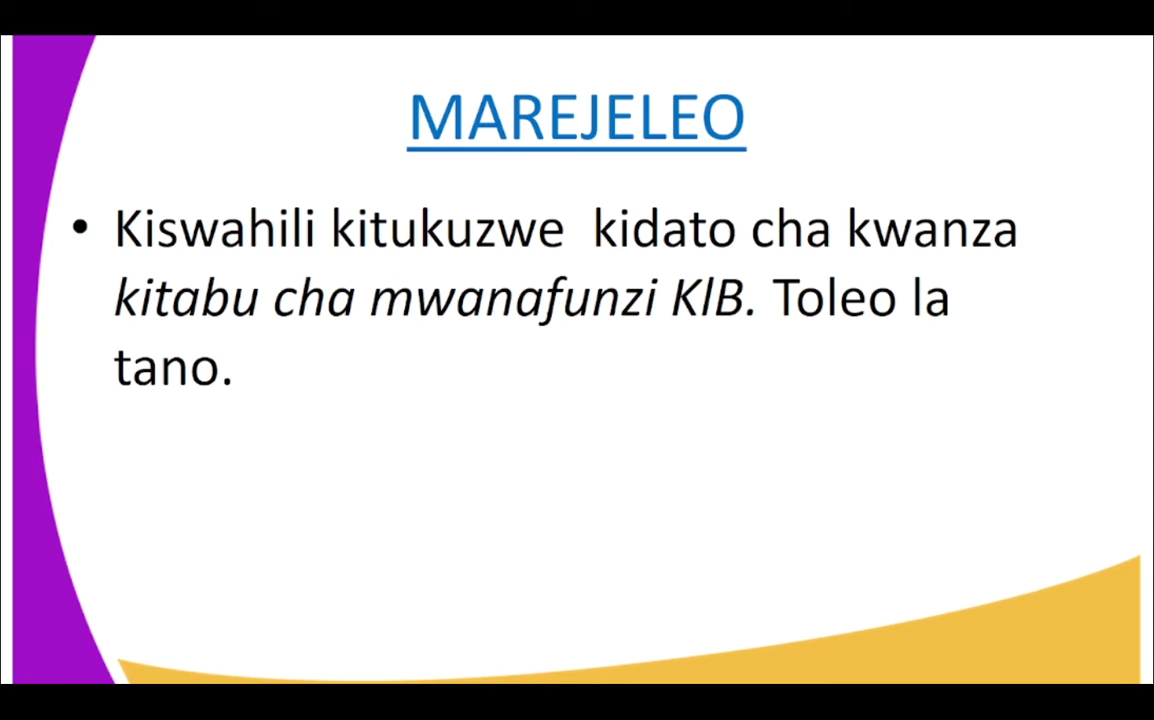 MAREJELEO
• Kiswahili kitukuzwe kidato cha kwanza
kitabu cha mwanafunzi KlB. Toleo la
tano.